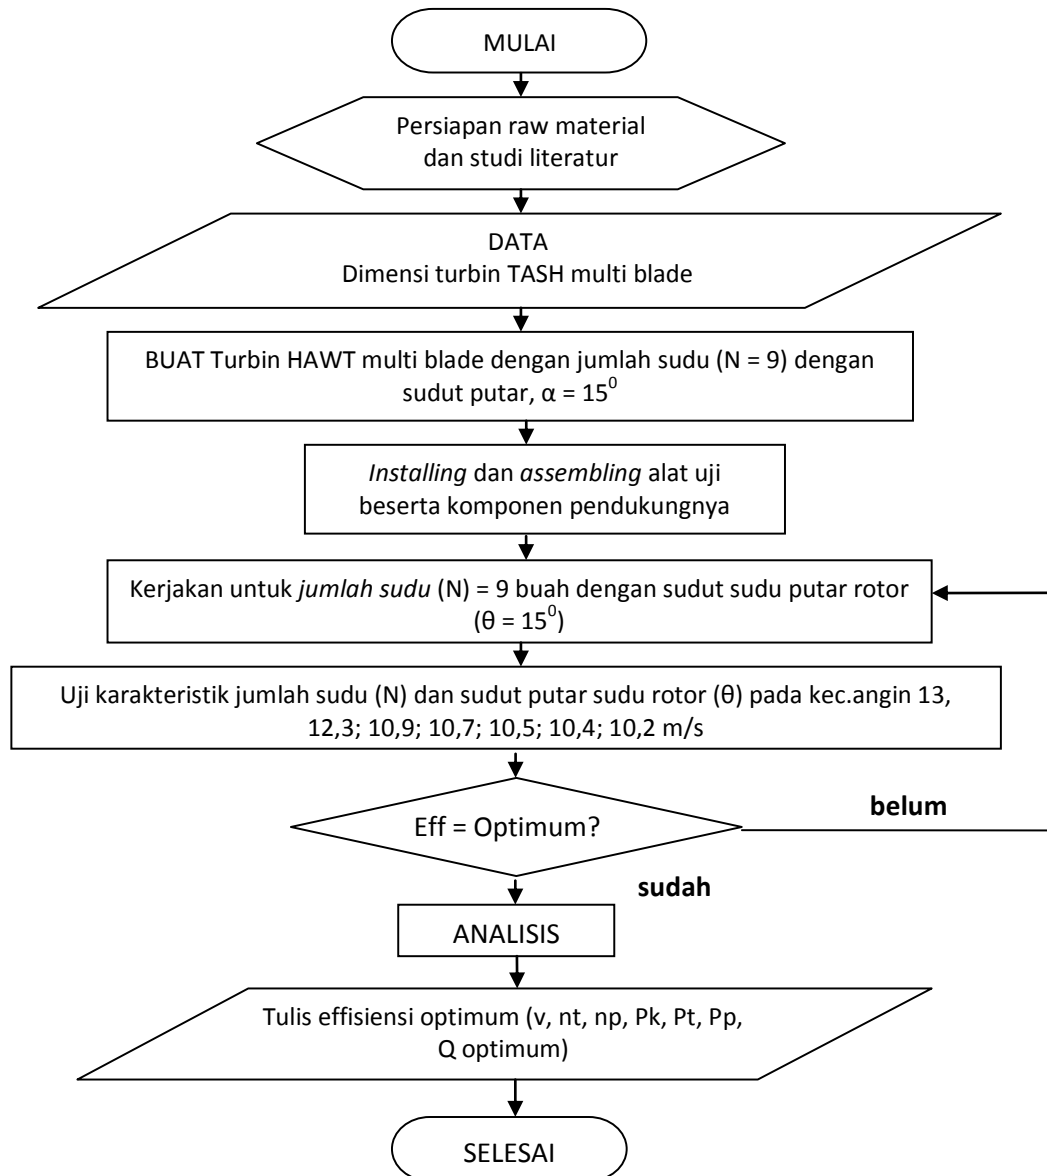 MULAI
Persiapan raw material
dan studi literatur
DATA
Dimensi turbin TASH multi blade
BUAT Turbin HAWT multi blade dengan jumlah sudu (N = 9) dengan
sudut putar, α = 15⁰
Installing dan assembling alat uji
beserta komponen pendukungnya
Kerjakan untuk jumlah sudu (N) = 9 buah dengan sudut sudu putar rotor
(θ = 15⁰)
Uji karakteristik jumlah sudu (N) dan sudut putar sudu rotor (θ) pada kec.angin 13,
12,3; 10,9; 10,7; 10,5; 10,4; 10,2 m/s
Eff = Optimum?
belum
sudah
ANALISIS
Tulis effisiensi optimum (v, nt, np, Pk, Pt, Pp,
Q optimum)
SELESAI